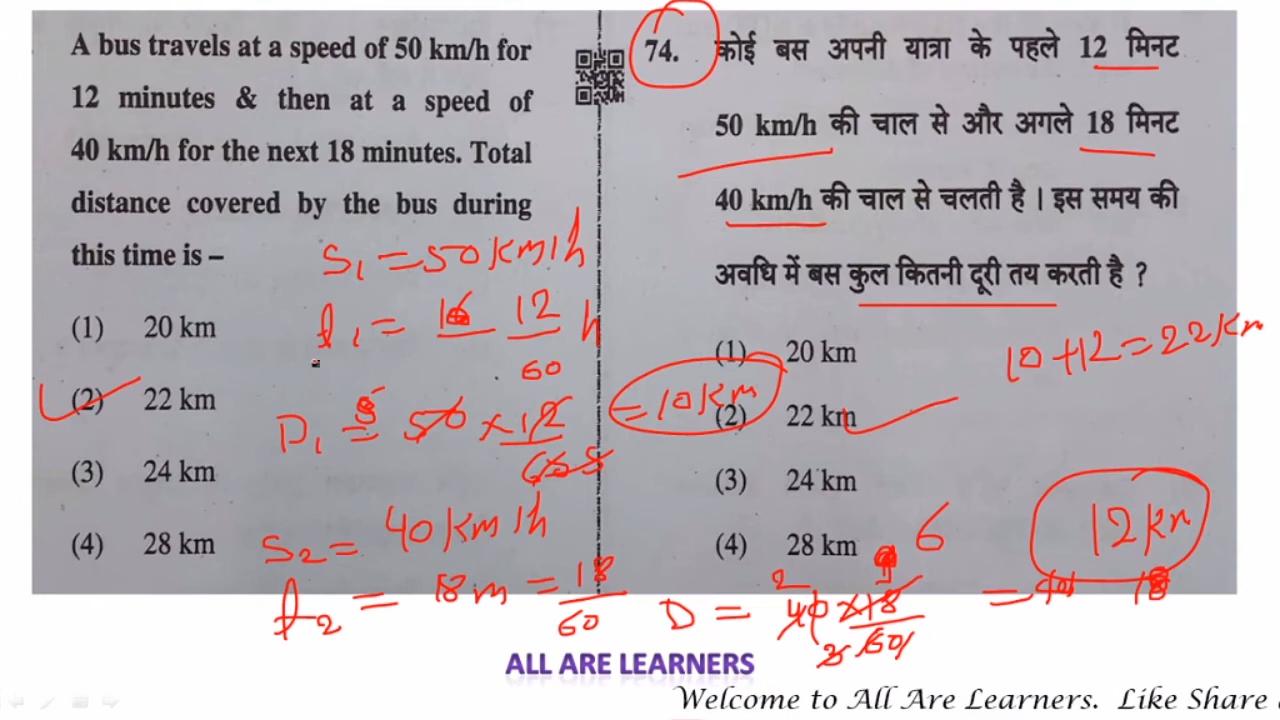 A bus travels at a speed of 50 km/h for
12 minutes & then at a speed of
40 km/h for the next 18 minutes. Total
distance covered by the bus during
this time is –
(1) 20 km
(2) 22 km
(3) 24 km
(4) 28 km
74. कोई बस अपनी यात्रा के पहले 12 मिनट
50 km/h की चाल से और अगले 18 मिनट
40 km/h की चाल से चलती है । इस समय की
अवधि में बस कुल कितनी दूरी तय करती है ?
(1) 20 km
(2) 22 km
(3) 24 km
(4) 28 km
S₁ = 50 km/h
t₁ = 12/60 h
D₁ = 50 × 12/60
= 10 km
S₂ = 40 km/h
t₂ = 18 m = 18/60
D = 40 × 18/60 =
6
12 km
10 + 12 = 22 km
ALL ARE LEARNERS
Welcome to All Are Learners. Like Share